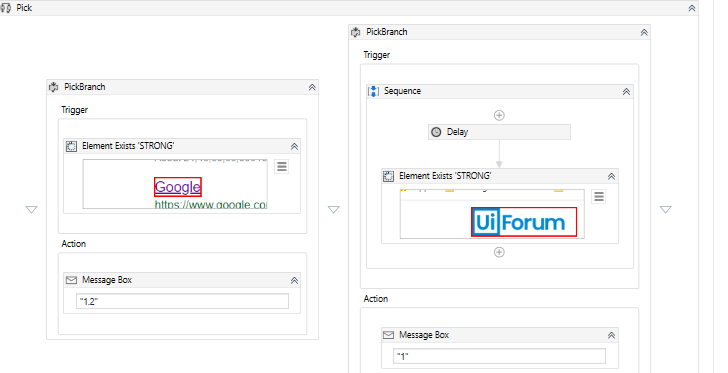 Pick
PickBranch
Trigger
Element Exists 'STRONG'
Google
https://www.google.co
Action
Message Box
"1.2"
PickBranch
Trigger
Sequence
Delay
Element Exists 'STRONG'
UiForum
Action
Message Box
"1"